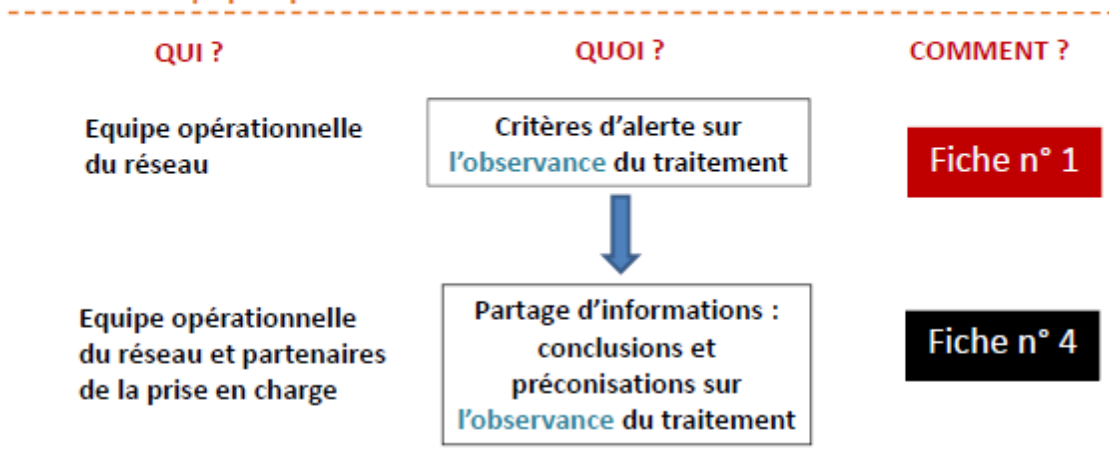 QUI ?
QUOI ?
COMMENT ?
Equipe opérationnelle
du réseau
Critères d’alerte sur
l’observance du traitement
Fiche n° 1
Equipe opérationnelle
du réseau et partenaires
de la prise en charge
Partage d’informations :
conclusions et
préconisations sur
l’observance du traitement
Fiche n° 4